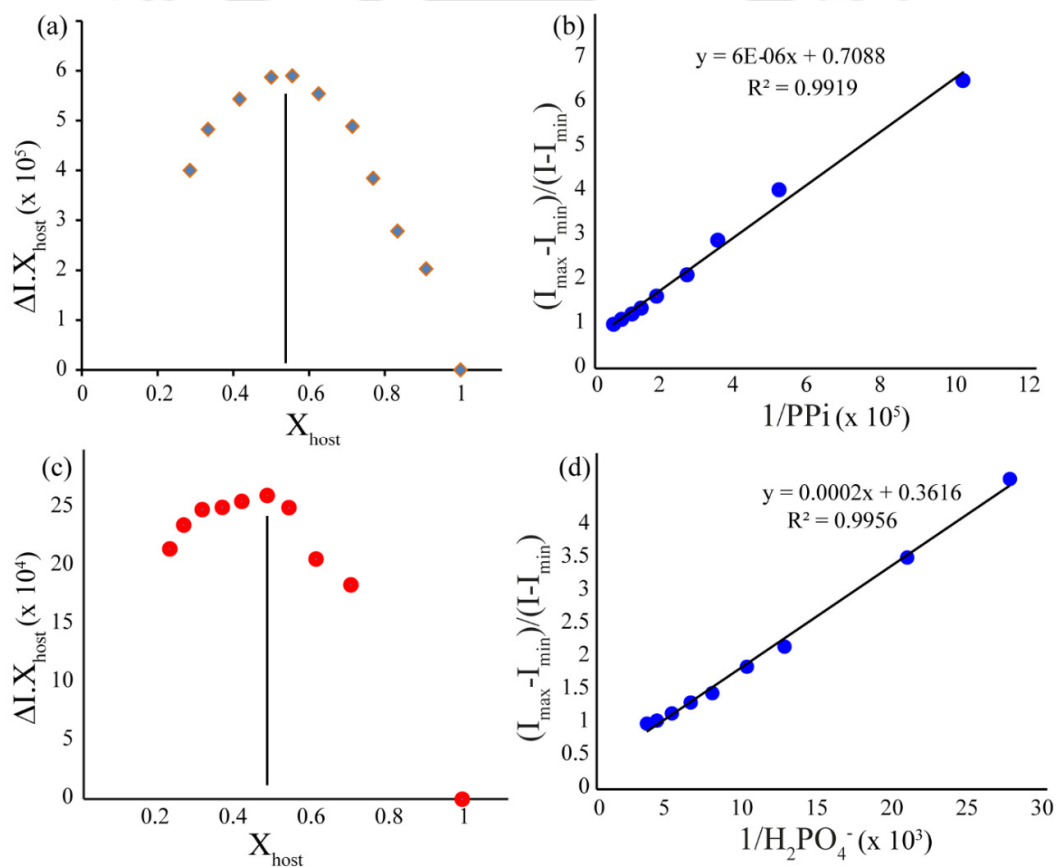 (a)
ΔI.X_host (x 10⁵)
6
5
4
3
2
1
0
0 0.2 0.4 0.6 0.8 1
X_host
(b)
y = 6E-06x + 0.7088
R² = 0.9919
(I_max-I_min)/(I-I_min)
7
6
5
4
3
2
1
0
0 2 4 6 8 10 12
1/PPi (x 10⁵)
(c)
ΔI.X_host (x 10⁴)
25
20
15
10
5
0
0.2 0.4 0.6 0.8 1
X_host
(d)
y = 0.0002x + 0.3616
R² = 0.9956
(I_max-I_min)/(I-I_min)
4
3.5
3
2.5
2
1.5
1
0.5
0
0 5 10 15 20 25 30
1/H₂PO₄⁻ (x 10³)